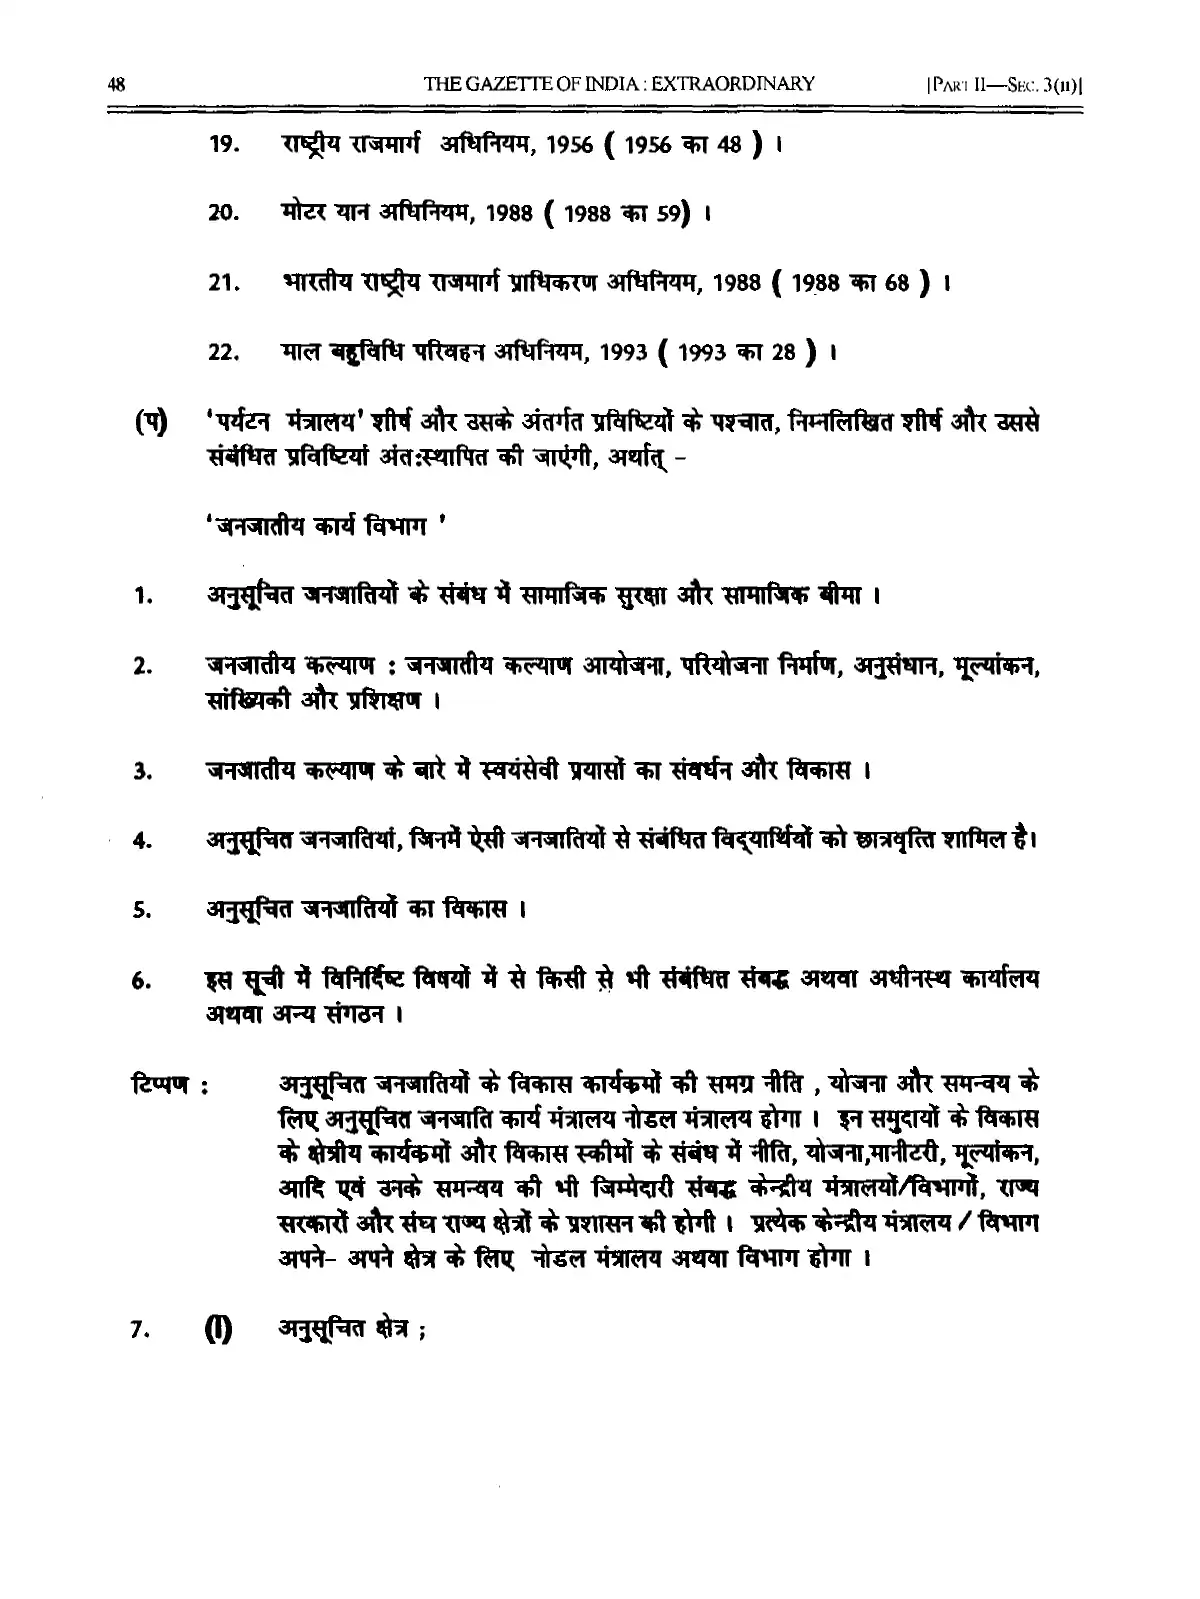 48 THE GAZETTE OF INDIA : EXTRAORDINARY [PART II—SEC. 3(ii)]
19. राष्ट्रीय राजमार्ग अधिनियम, 1956 ( 1956 का 48 ) ।
20. मोटर यान अधिनियम, 1988 ( 1988 का 59) ।
21. भारतीय राष्ट्रीय राजमार्ग प्राधिकरण अधिनियम, 1988 ( 1988 का 68 ) ।
22. माल बहुविधि परिवहन अधिनियम, 1993 ( 1993 का 28 ) ।
(प) 'पर्यटन मंत्रालय' शीर्ष और उसके अंतर्गत प्रविष्टियों के पश्चात, निम्नलिखित शीर्ष और उससे
संबंधित प्रविष्टियां अंत:स्थापित की जाएंगी, अर्थात् -
'जनजातीय कार्य विभाग '
1. अनुसूचित जनजातियों के संबंध में सामाजिक सुरक्षा और सामाजिक बीमा ।
2. जनजातीय कल्याण : जनजातीय कल्याण आयोजना, परियोजना निर्माण, अनुसंधान, मूल्यांकन,
सांख्यिकी और प्रशिक्षण ।
3. जनजातीय कल्याण के बारे में स्वयंसेवी प्रयासों का संवर्धन और विकास ।
4. अनुसूचित जनजातियां, जिनमें ऐसी जनजातियों से संबंधित विद्यार्थियों को छात्रवृत्ति शामिल है।
5. अनुसूचित जनजातियों का विकास ।
6. इस सूची में विनिर्दिष्ट विषयों में से किसी से भी संबंधित संबद्ध अथवा अधीनस्थ कार्यालय
अथवा अन्य संगठन ।
टिप्पण : अनुसूचित जनजातियों के विकास कार्यक्रमों की समग्र नीति , योजना और समन्वय के
लिए अनुसूचित जनजाति कार्य मंत्रालय नोडल मंत्रालय होगा । इन समुदायों के विकास
के क्षेत्रीय कार्यक्रमों और विकास स्कीमों के संबंध में नीति, योजना,मानीटरी, मूल्यांकन,
आदि एवं उनके समन्वय की भी जिम्मेदारी संबद्ध केन्द्रीय मंत्रालयों/विभागों, राज्य
सरकारों और संघ राज्य क्षेत्रों के प्रशासन की होगी । प्रत्येक केन्द्रीय मंत्रालय / विभाग
अपने- अपने क्षेत्र के लिए नोडल मंत्रालय अथवा विभाग होगा ।
7. (I) अनुसूचित क्षेत्र ;